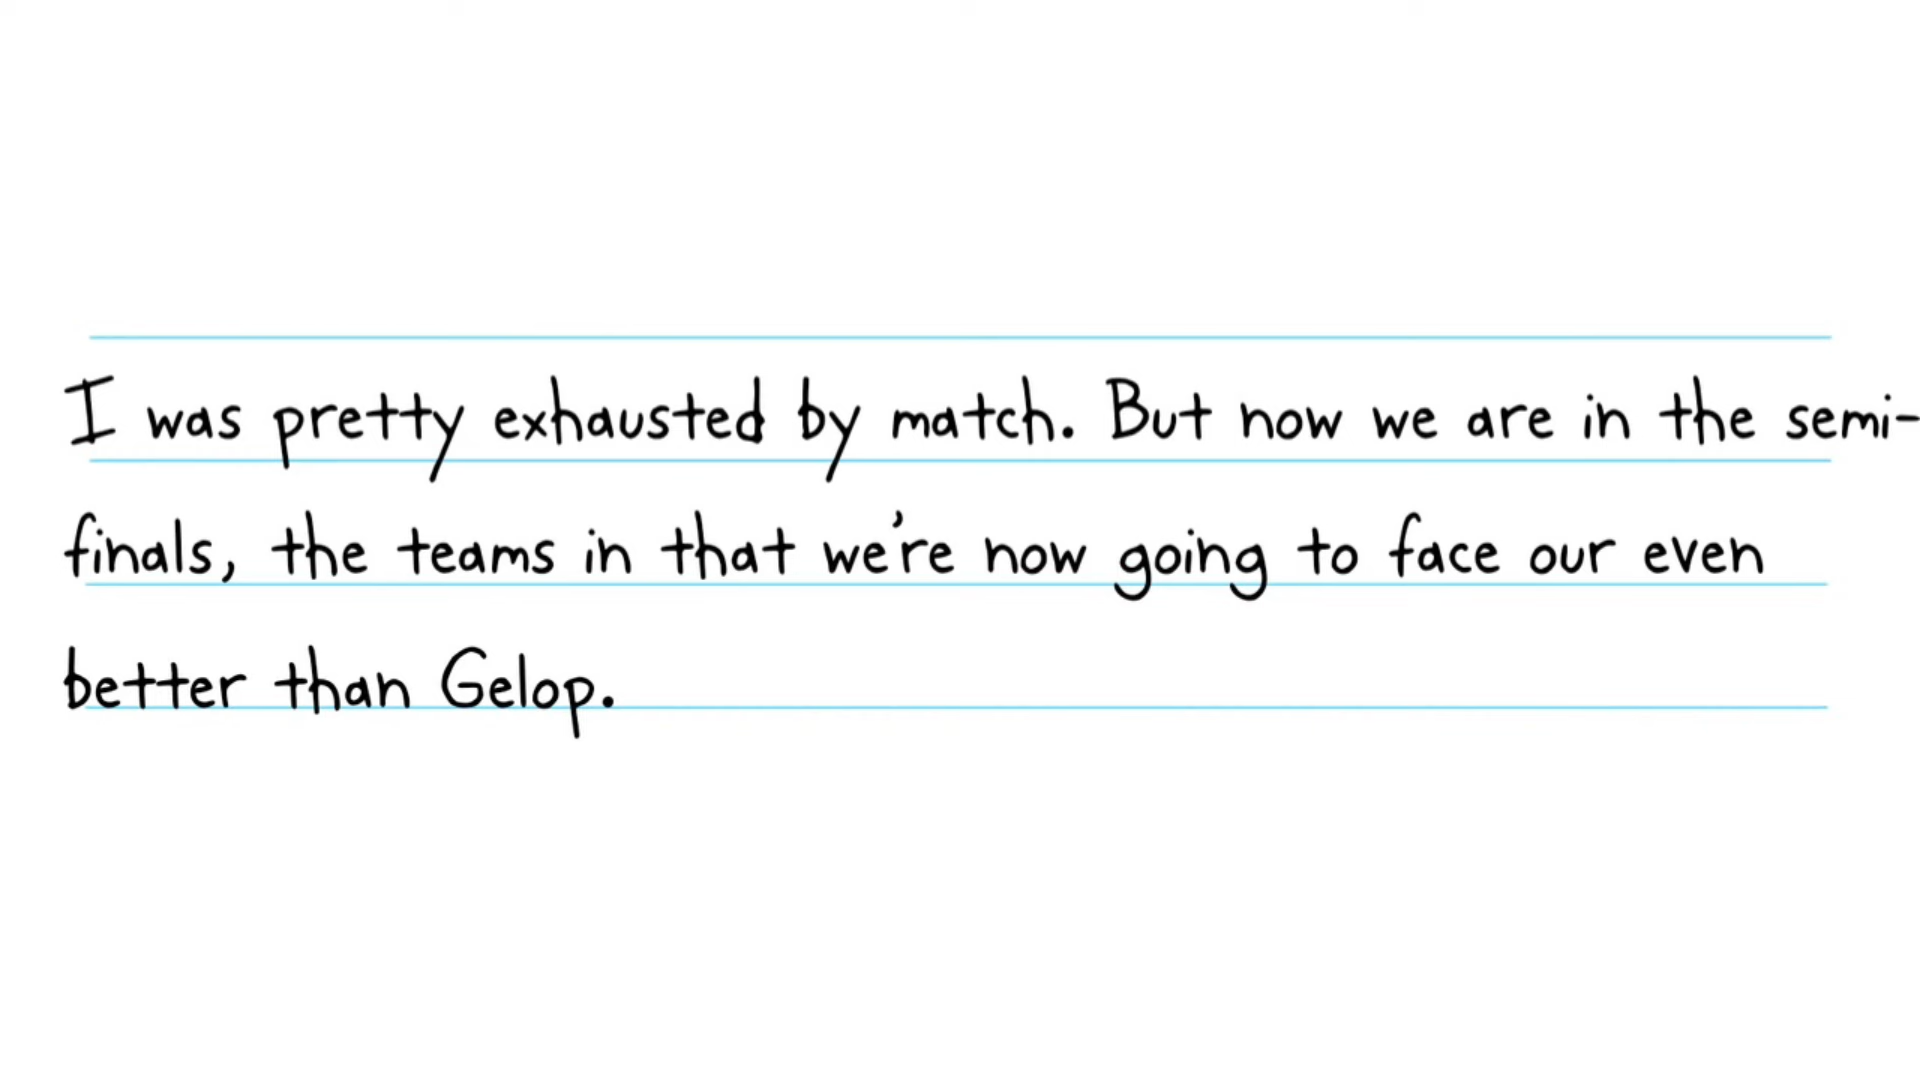 I was pretty exhausted by match. But now we are in the semi-
finals, the teams in that we're now going to face our even
better than Gelop.